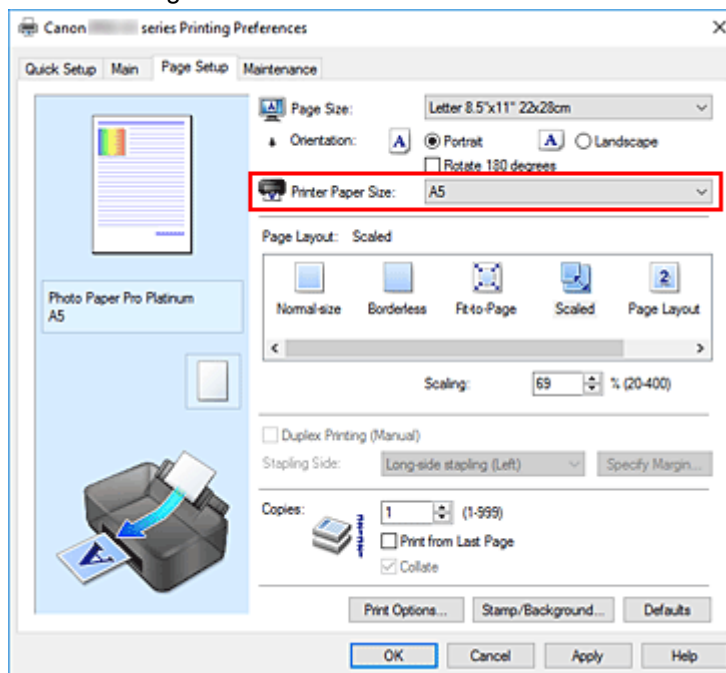 Canon series Printing Preferences
Quick Setup Main Page Setup Maintenance
Page Size: Letter 8.5"x11" 22x28cm
Orientation: A Portrait A Landscape
Rotate 180 degrees
Printer Paper Size: A5
Page Layout: Scaled
Normal-size Borderless Fit-to-Page Scaled Page Layout
Photo Paper Pro Platinum
A5
Scaling: 69 % (20-400)
Duplex Printing (Manual)
Stapling Side: Long-side stapling (Left) Specify Margin...
Copies: 1 (1-999)
Print from Last Page
Collate
Print Options... Stamp/Background... Defaults
OK Cancel Apply Help